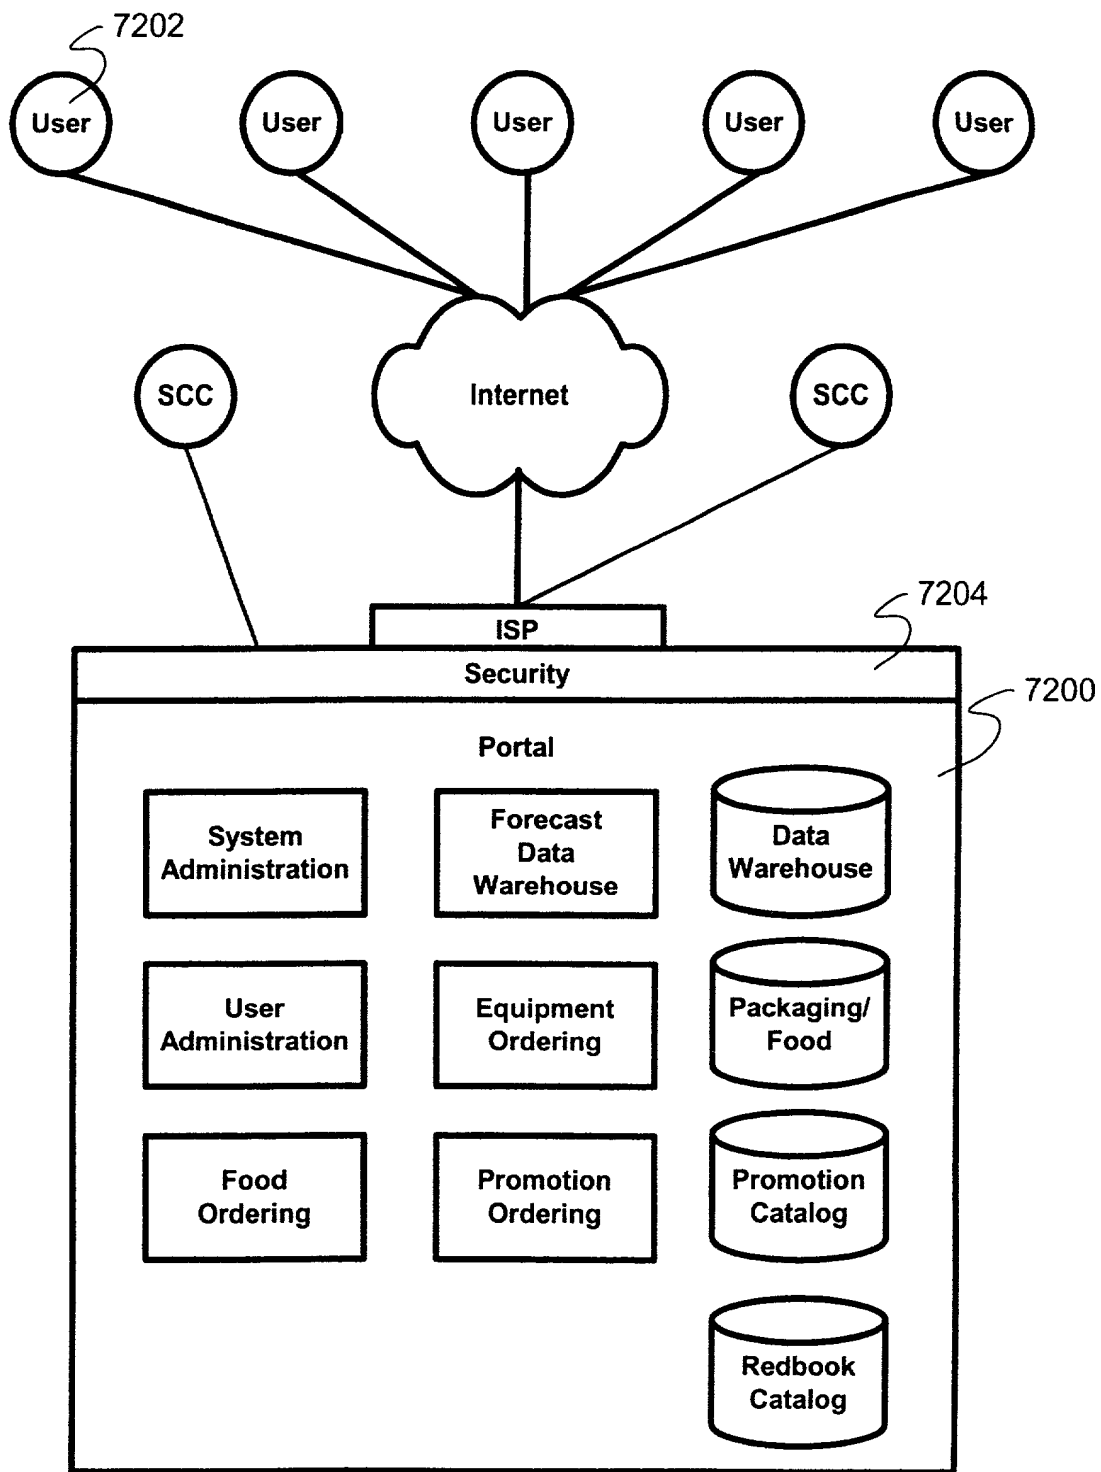 7202
User
User
User
User
User
SCC
Internet
SCC
7204
ISP
Security
7200
Portal
System
Administration
Forecast
Data
Warehouse
Data
Warehouse
User
Administration
Equipment
Ordering
Packaging/
Food
Food
Ordering
Promotion
Ordering
Promotion
Catalog
Redbook
Catalog